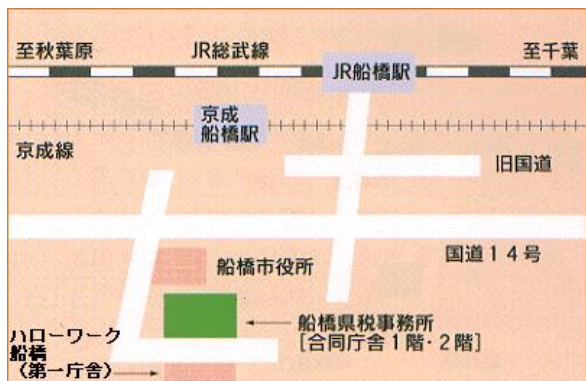 至秋葉原
JR総武線
至千葉
JR船橋駅
京成
船橋駅
京成線
旧国道
国道14号
船橋市役所
船橋県税事務所
[合同庁舎1階・2階]
ハローワーク
船橋
(第一庁舎)